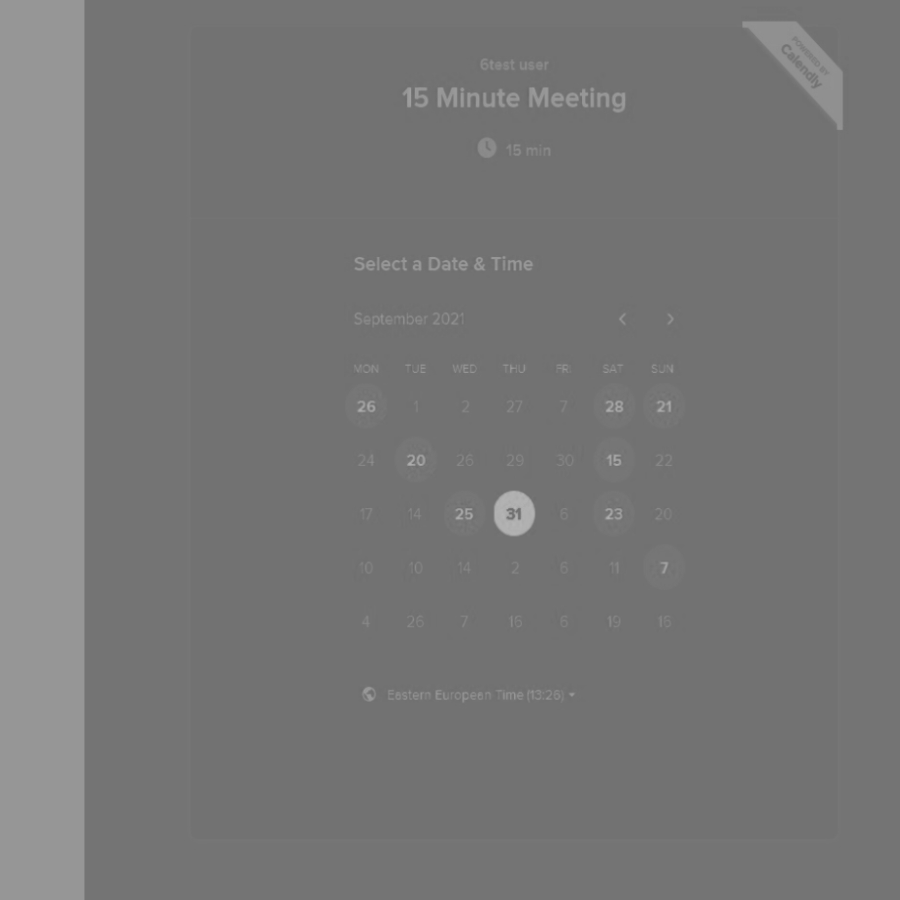 POWERED BY
Calendly
6test user
15 Minute Meeting
15 min
Select a Date & Time
September 2021
MON TUE WED THU FRI SAT SUN
26 1 2 27 7 28 21
24 20 26 29 30 15 22
17 14 25 31 6 23 20
10 10 14 2 6 11 7
4 26 7 15 6 19 15
Eastern European Time (13:26)